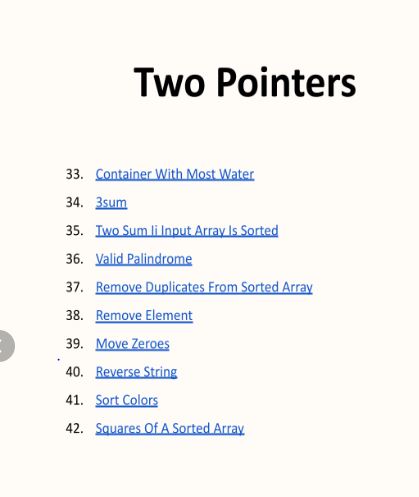 Two Pointers
33. Container With Most Water
34. 3sum
35. Two Sum Ii Input Array Is Sorted
36. Valid Palindrome
37. Remove Duplicates From Sorted Array
38. Remove Element
39. Move Zeroes
40. Reverse String
41. Sort Colors
42. Squares Of A Sorted Array